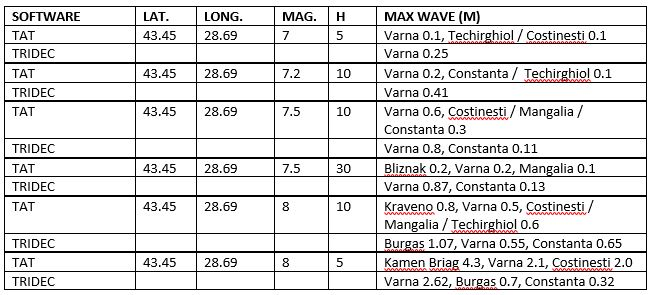 SOFTWARE LAT. LONG. MAG. H MAX WAVE (M)
TAT 43.45 28.69 7 5 Varna 0.1, Techirghiol / Costinesti 0.1
TRIDEC Varna 0.25
TAT 43.45 28.69 7.2 10 Varna 0.2, Constanta / Techirghiol 0.1
TRIDEC Varna 0.41
TAT 43.45 28.69 7.5 10 Varna 0.6, Costinesti / Mangalia /
Constanta 0.3
TRIDEC Varna 0.8, Constanta 0.11
TAT 43.45 28.69 7.5 30 Bliznak 0.2, Varna 0.2, Mangalia 0.1
TRIDEC Varna 0.87, Constanta 0.13
TAT 43.45 28.69 8 10 Kraveno 0.8, Varna 0.5, Costinesti /
Mangalia / Techirghiol 0.6
TRIDEC Burgas 1.07, Varna 0.55, Constanta 0.65
TAT 43.45 28.69 8 5 Kamen Briag 4.3, Varna 2.1, Costinesti 2.0
TRIDEC Varna 2.62, Burgas 0.7, Constanta 0.32